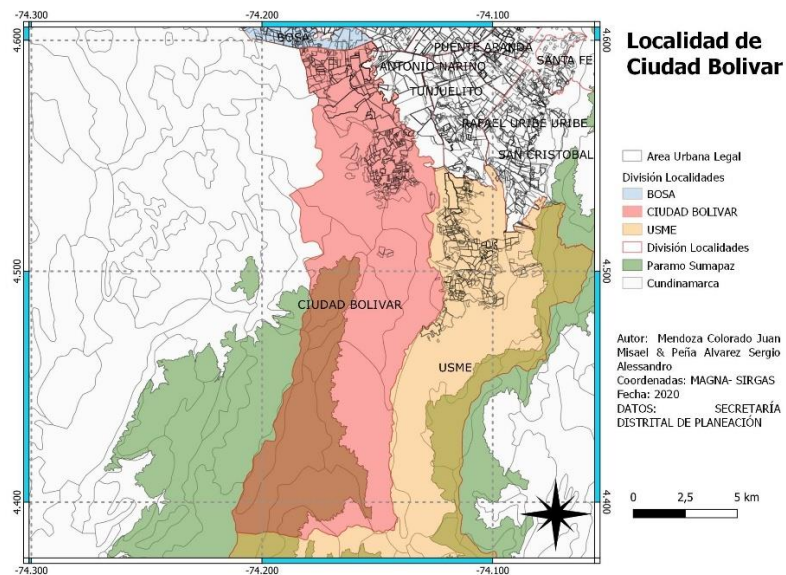 -74.300 -74.200 -74.100
4.600 4.600
BOSA
PUENTE ARANDA
SANTA FE
ANTONIO NARIÑO
TUNJUELITO
RAFAEL URIBE URIBE
SAN CRISTOBAL
4.500 4.500
CIUDAD BOLIVAR
USME
4.400 4.400
-74.300 -74.200 -74.100
Localidad de
Ciudad Bolivar
Area Urbana Legal
División Localidades
BOSA
CIUDAD BOLIVAR
USME
División Localidades
Paramo Sumapaz
Cundinamarca
Autor: Mendoza Colorado Juan
Misael & Peña Alvarez Sergio
Alessandro
Coordenadas: MAGNA- SIRGAS
Fecha: 2020
DATOS: SECRETARÍA
DISTRITAL DE PLANEACIÓN
0 2,5 5 km